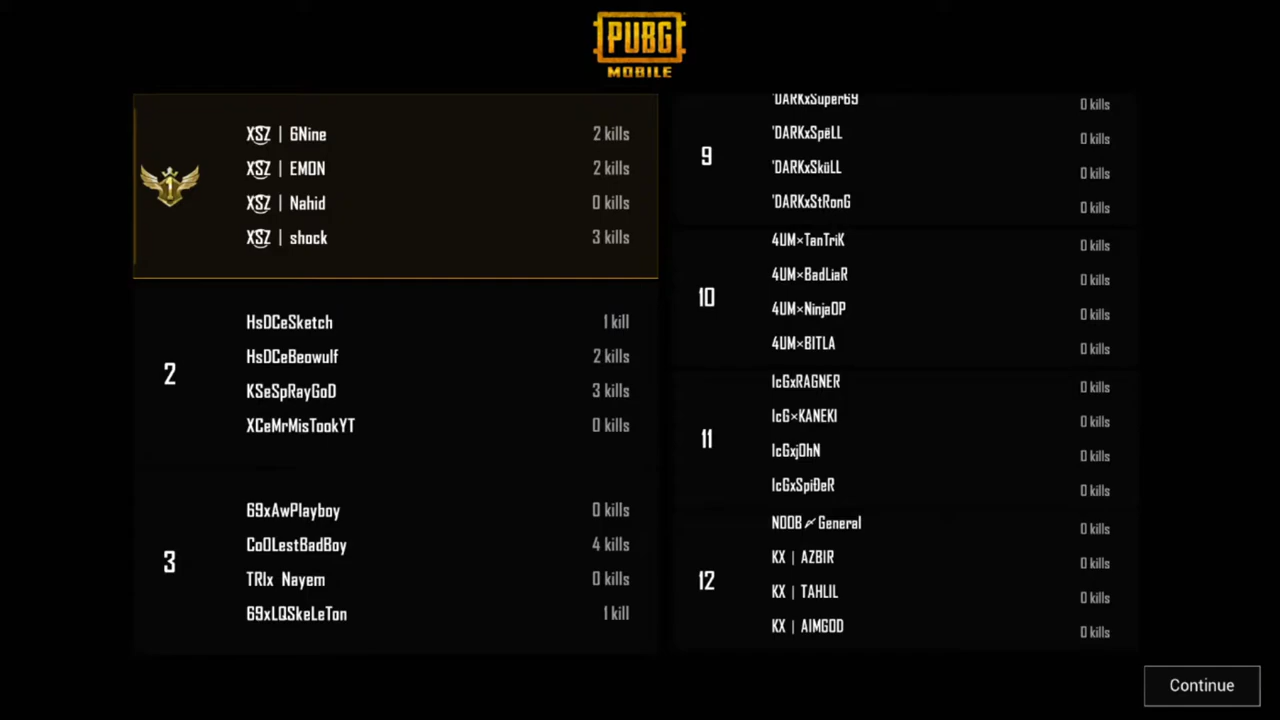 PUBG
MOBILE
1
XSZ | 6Nine 2 kills
XSZ | EMON 2 kills
XSZ | Nahid 0 kills
XSZ | shock 3 kills
2
HsDCeSketch 1 kill
HsDCeBeowulf 2 kills
KSeSpRayGoD 3 kills
XCeMrMisTookYT 0 kills
3
69xAwPlayboy 0 kills
CoOLestBadBoy 4 kills
TRIx Nayem 0 kills
69xLQSkeLeTon 1 kill
9
'DARKxSuper69 0 kills
'DARKxSpëLL 0 kills
'DARKxSküLL 0 kills
'DARKxStRonG 0 kills
10
4UM×TanTriK 0 kills
4UM×BadLiaR 0 kills
4UM×NinjaOP 0 kills
4UM×BITLA 0 kills
11
IcGxRAGNER 0 kills
IcG×KANEKI 0 kills
IcGxjOhN 0 kills
IcGxSpiĐeR 0 kills
12
NOOB〆General 0 kills
KX | AZBIR 0 kills
KX | TAHLIL 0 kills
KX | AIMGOD 0 kills
Continue